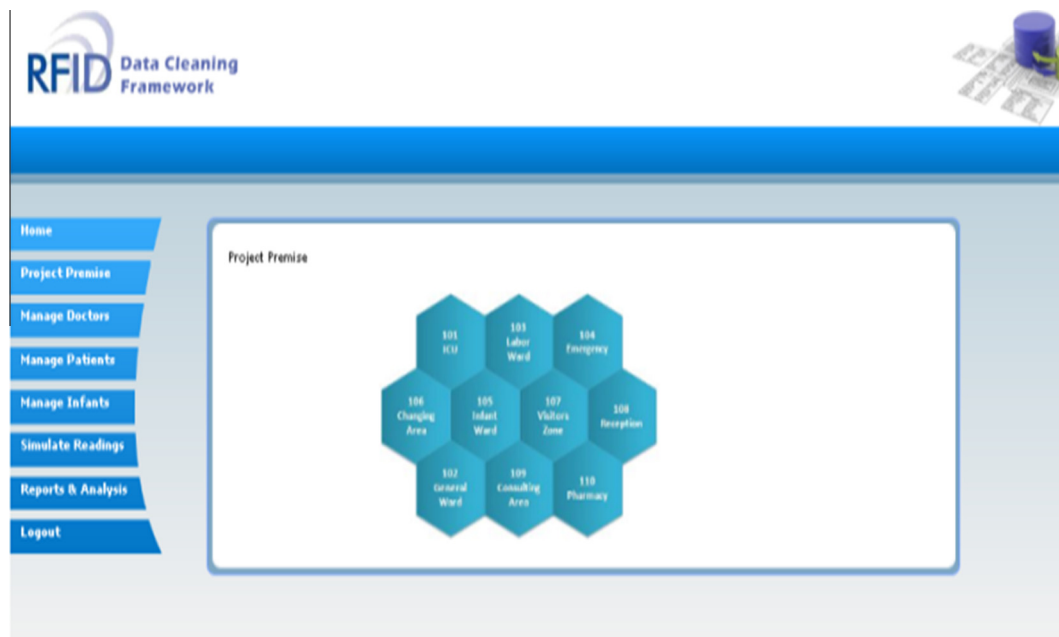 RFID Data Cleaning
Framework
Home
Project Premise
Manage Doctors
Manage Patients
Manage Infants
Simulate Readings
Reports & Analysis
Logout
Project Premise
101
ICU
103
Labor
Ward
104
Emergency
106
Changing
Area
105
Infant
Ward
107
Visitors
Zone
108
Reception
102
General
Ward
109
Consulting
Area
110
Pharmacy